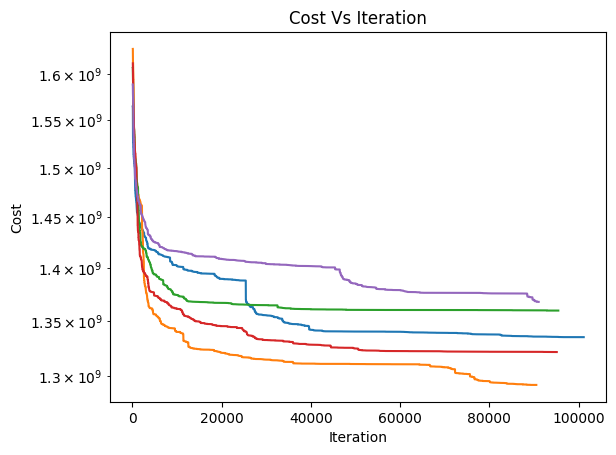 Cost Vs Iteration
Cost
1.6 × 10⁹
1.55 × 10⁹
1.5 × 10⁹
1.45 × 10⁹
1.4 × 10⁹
1.35 × 10⁹
1.3 × 10⁹
0 20000 40000 60000 80000 100000
Iteration